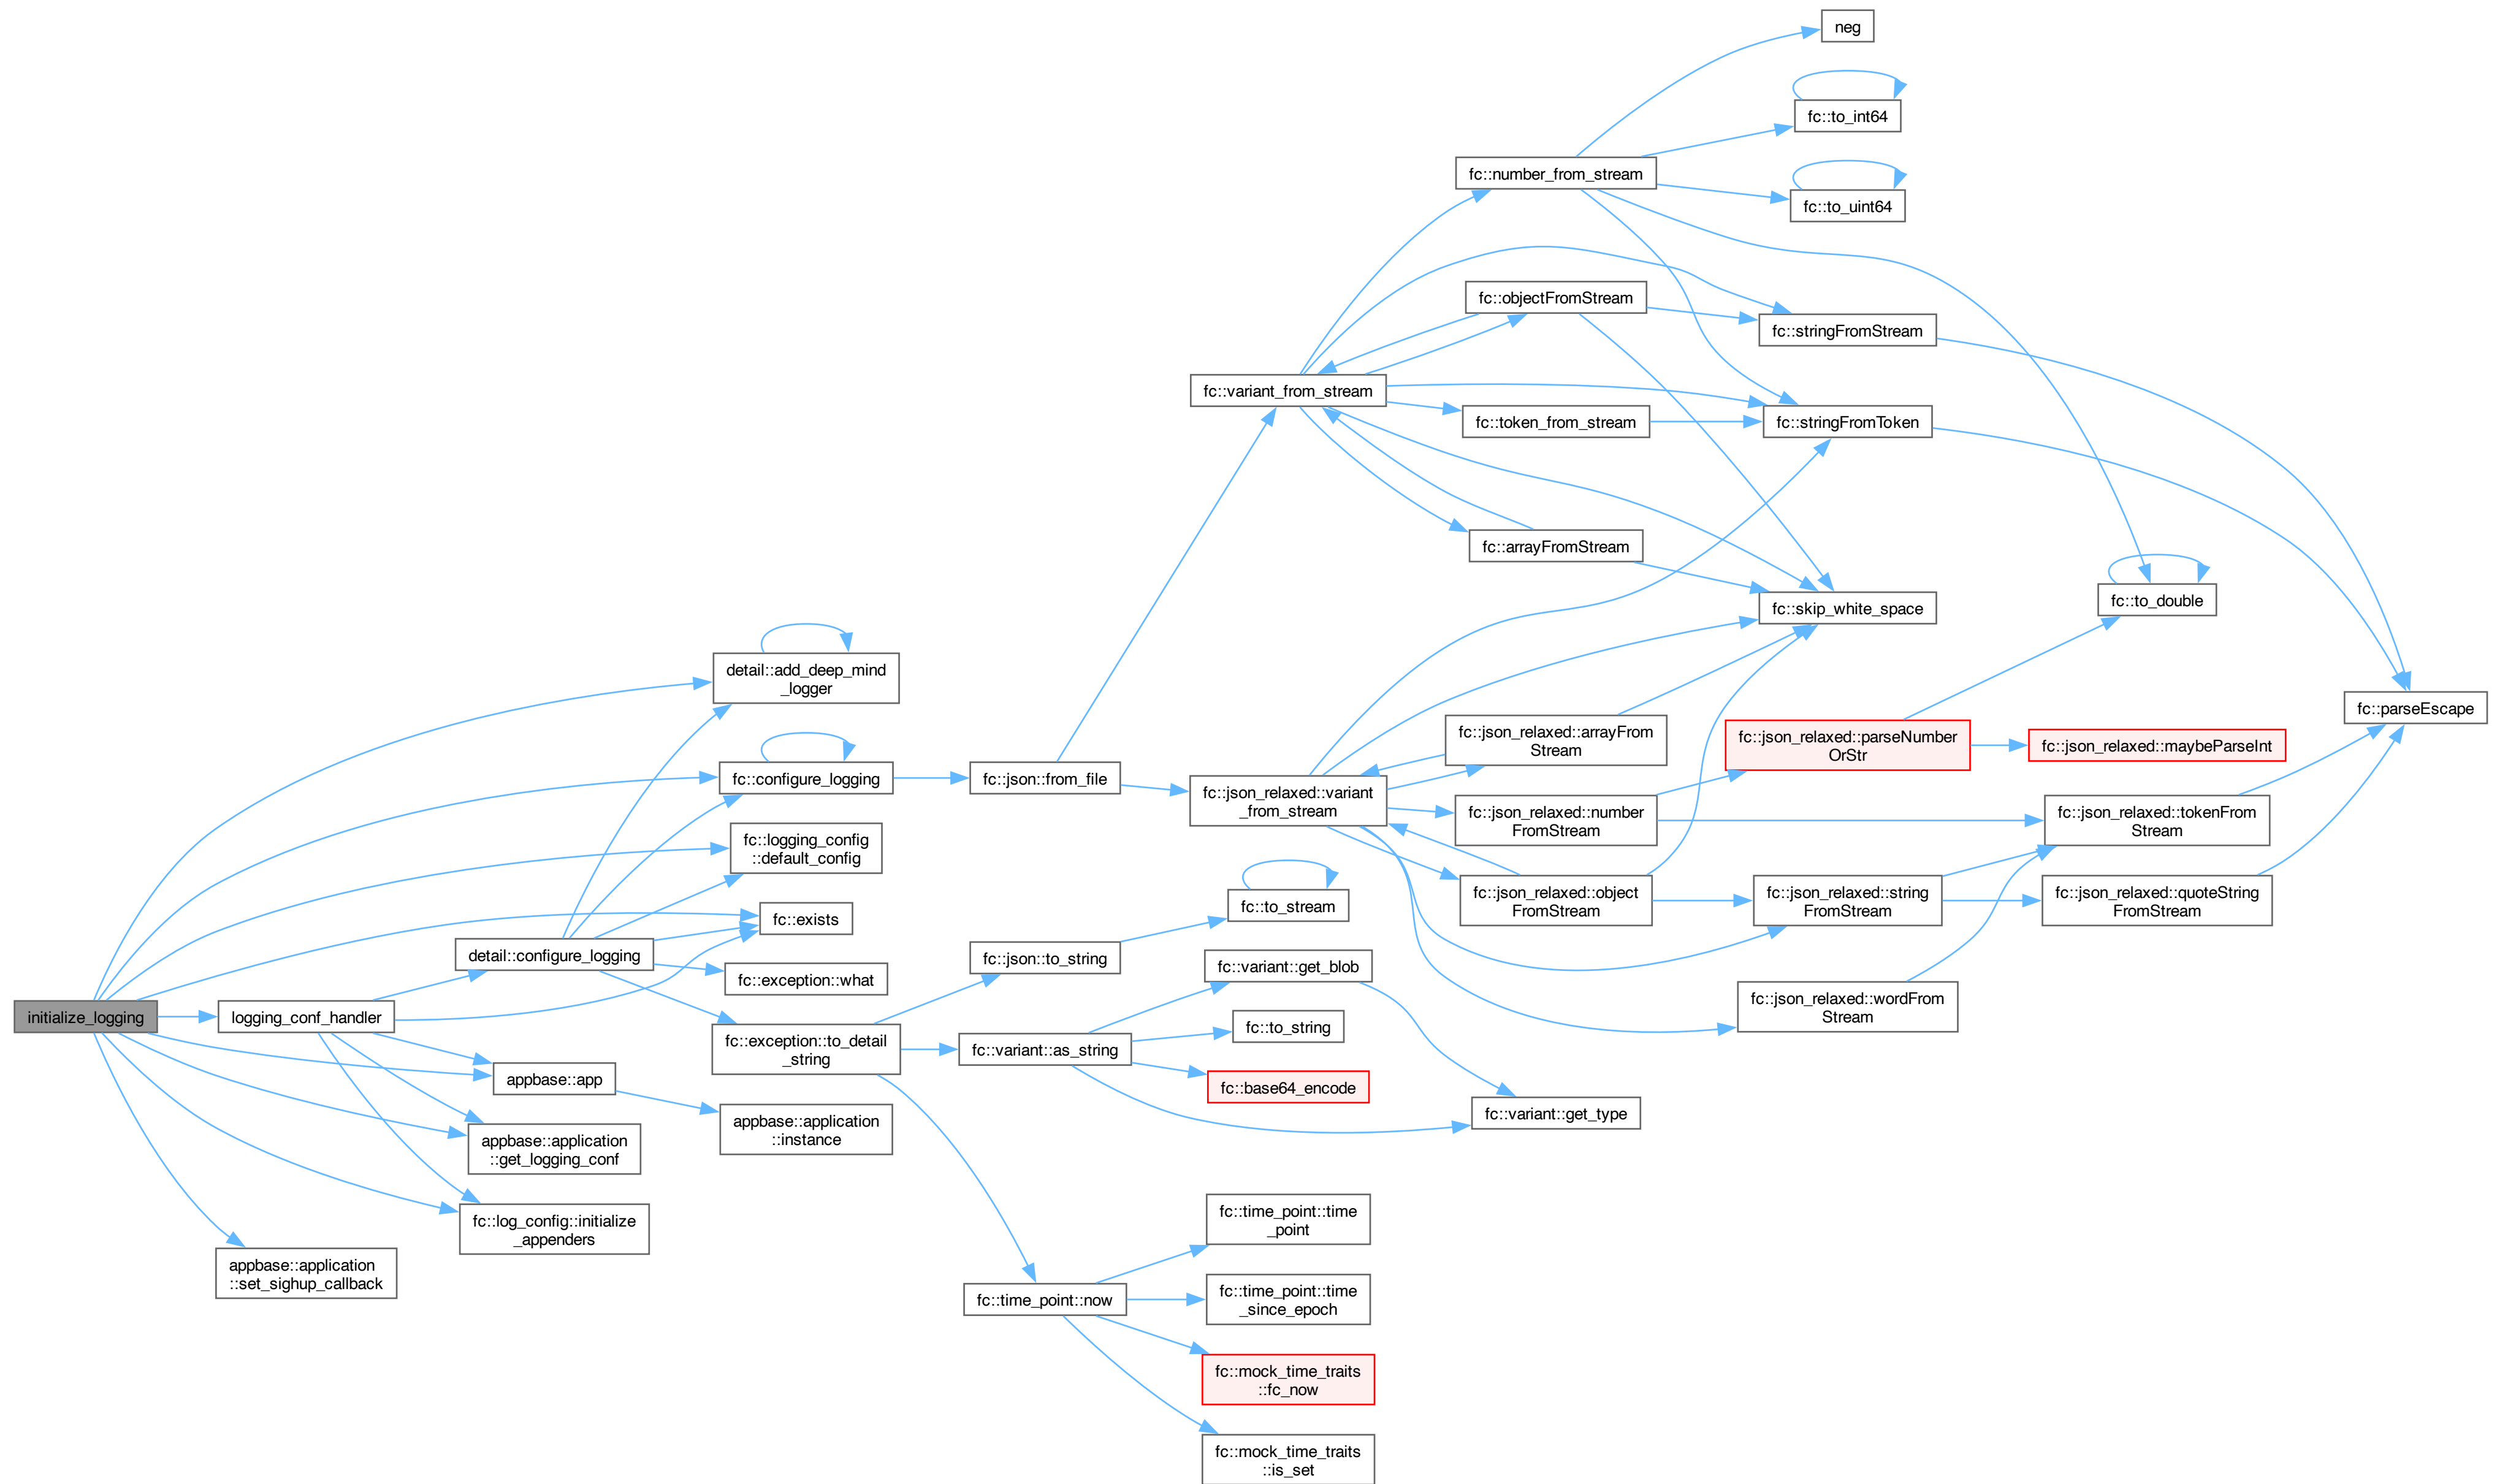 neg
fc::to_int64
fc::number_from_stream
fc::to_uint64
fc::objectFromStream
fc::stringFromStream
fc::variant_from_stream
fc::token_from_stream
fc::stringFromToken
fc::arrayFromStream
fc::to_double
fc::skip_white_space
detail::add_deep_mind
_logger
fc::parseEscape
fc::json_relaxed::arrayFrom
Stream
fc::json_relaxed::parseNumber
OrStr
fc::json_relaxed::maybeParseInt
fc::configure_logging
fc::json::from_file
fc::json_relaxed::variant
_from_stream
fc::json_relaxed::number
FromStream
fc::json_relaxed::tokenFrom
Stream
fc::logging_config
::default_config
fc::json_relaxed::object
FromStream
fc::json_relaxed::string
FromStream
fc::json_relaxed::quoteString
FromStream
fc::to_stream
fc::exists
detail::configure_logging
fc::json::to_string
fc::variant::get_blob
fc::exception::what
fc::json_relaxed::wordFrom
Stream
initialize_logging
logging_conf_handler
fc::to_string
fc::exception::to_detail
_string
fc::variant::as_string
appbase::app
fc::base64_encode
fc::variant::get_type
appbase::application
::instance
appbase::application
::get_logging_conf
fc::log_config::initialize
_appenders
fc::time_point::time
_point
appbase::application
::set_sighup_callback
fc::time_point::now
fc::time_point::time
_since_epoch
fc::mock_time_traits
::fc_now
fc::mock_time_traits
::is_set